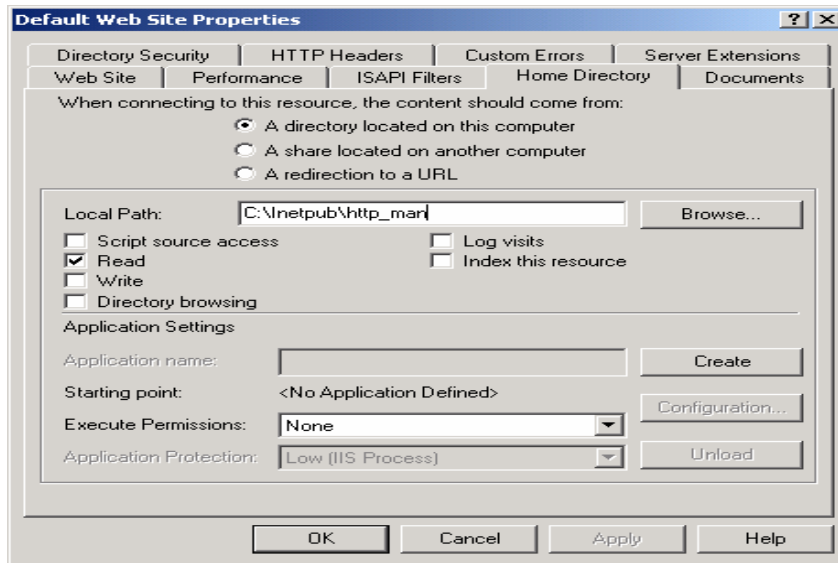 Default Web Site Properties
Directory Security HTTP Headers Custom Errors Server Extensions
Web Site Performance ISAPI Filters Home Directory Documents
When connecting to this resource, the content should come from:
A directory located on this computer
A share located on another computer
A redirection to a URL
Local Path: C:\Inetpub\http_man Browse...
Script source access Log visits
Read Index this resource
Write
Directory browsing
Application Settings
Application name: Create
Starting point: <No Application Defined>
Configuration...
Execute Permissions: None
Application Protection: Low (IIS Process) Unload
OK Cancel Apply Help